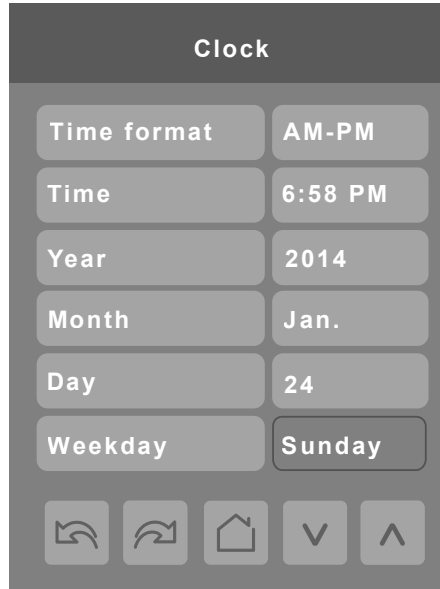 Clock
Time format AM-PM
Time 6:58 PM
Year 2014
Month Jan.
Day 24
Weekday Sunday